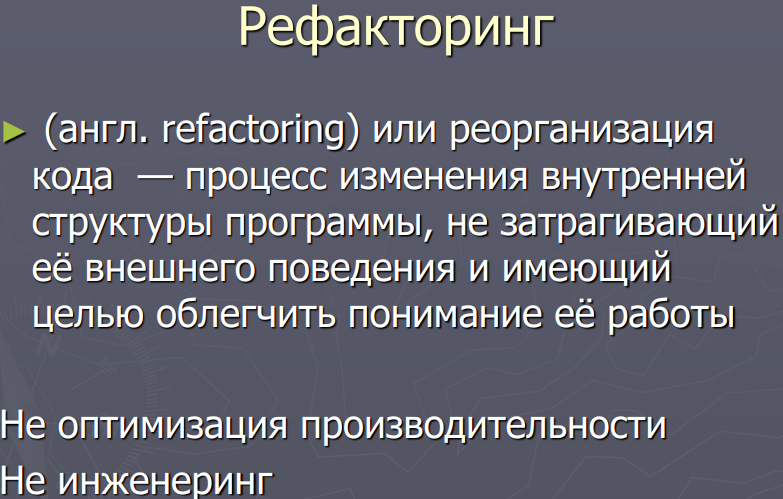 Рефакторинг
► (англ. refactoring) или реорганизация
кода — процесс изменения внутренней
структуры программы, не затрагивающий
её внешнего поведения и имеющий
целью облегчить понимание её работы
Не оптимизация производительности
Не инженеринг